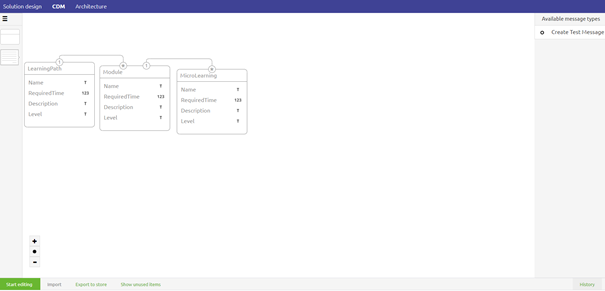 Solution design CDM Architecture
Available message types
Create Test Message
LearningPath
Name T
RequiredTime 123
Description T
Level T
Module
Name T
RequiredTime 123
Description T
Level T
MicroLearning
Name T
RequiredTime 123
Description T
Level T
Start editing Import Export to store Show unused items History